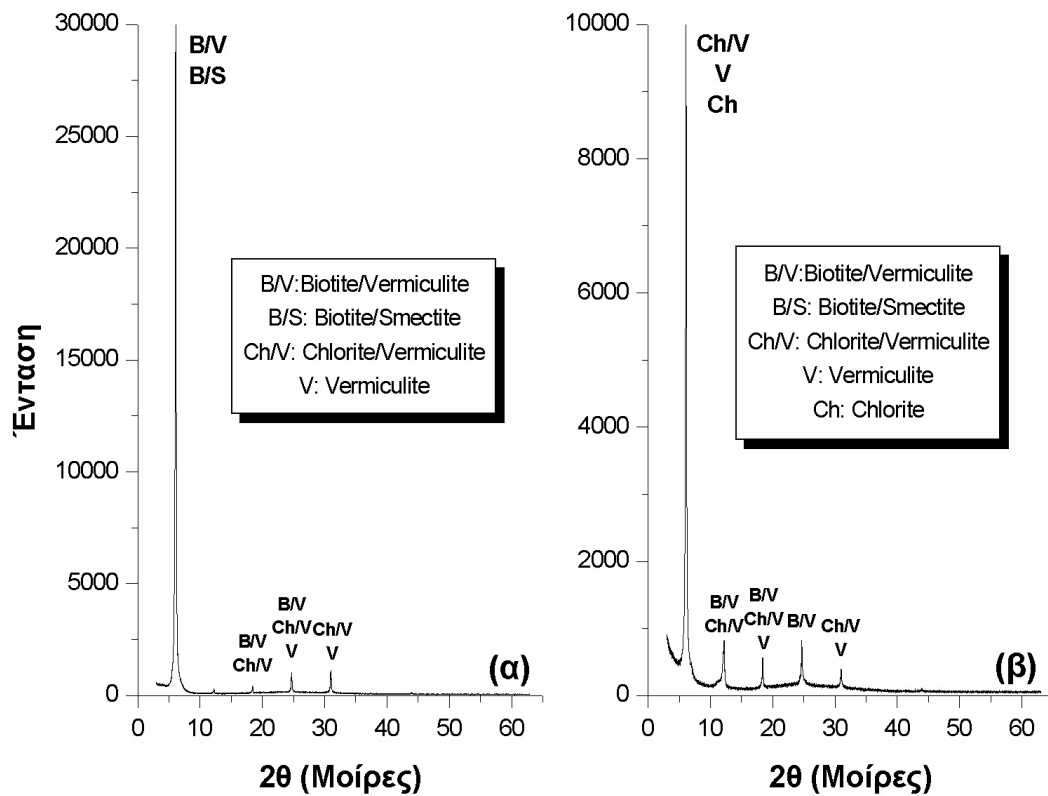 30000
25000
20000
15000
10000
5000
0
Ένταση
B/V
B/S
B/V:Biotite/Vermiculite
B/S: Biotite/Smectite
Ch/V: Chlorite/Vermiculite
V: Vermiculite
B/V
Ch/V
B/V
Ch/V
V
Ch/V
V
(α)
0 10 20 30 40 50 60
2θ (Μοίρες)
10000
8000
6000
4000
2000
0
Ch/V
V
Ch
B/V:Biotite/Vermiculite
B/S: Biotite/Smectite
Ch/V: Chlorite/Vermiculite
V: Vermiculite
Ch: Chlorite
B/V
Ch/V
B/V
Ch/V
V
B/V
Ch/V
V
(β)
0 10 20 30 40 50 60
2θ (Μοίρες)